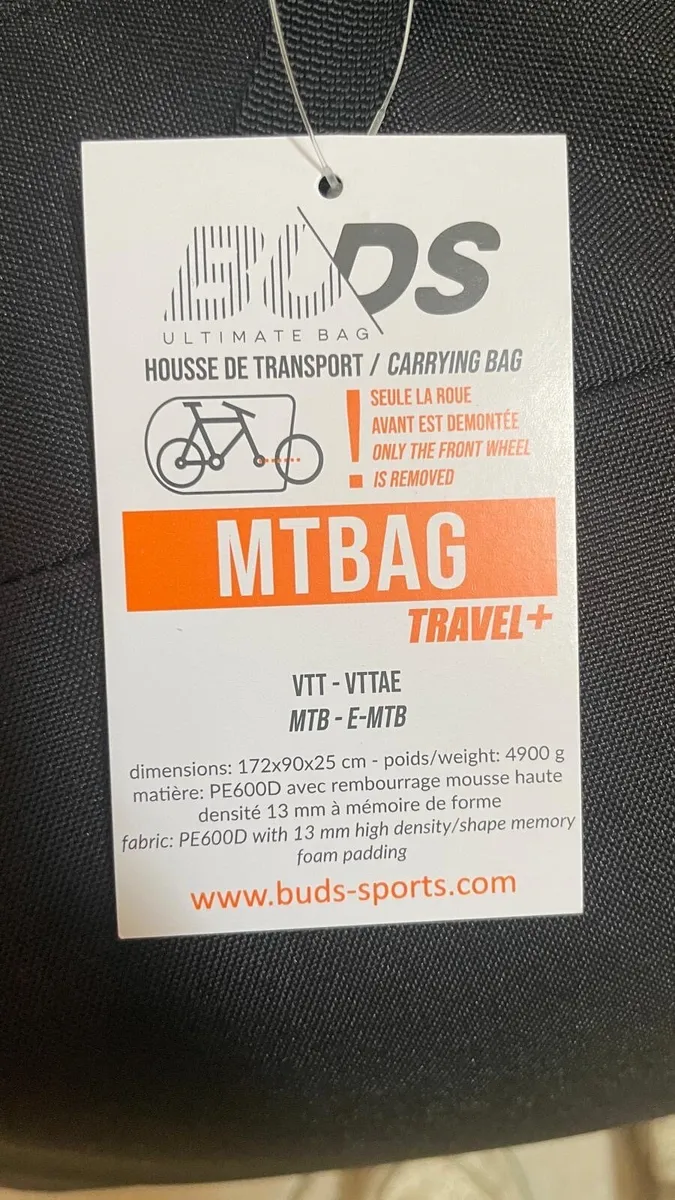 BUDS
ULTIMATE BAG
HOUSSE DE TRANSPORT / CARRYING BAG
! SEULE LA ROUE
AVANT EST DEMONTÉE
ONLY THE FRONT WHEEL
IS REMOVED
MTBAG
TRAVEL+
VTT - VTTAE
MTB - E-MTB
dimensions: 172x90x25 cm - poids/weight: 4900 g
matière: PE600D avec rembourrage mousse haute
densité 13 mm à mémoire de forme
fabric: PE600D with 13 mm high density/shape memory
foam padding
www.buds-sports.com